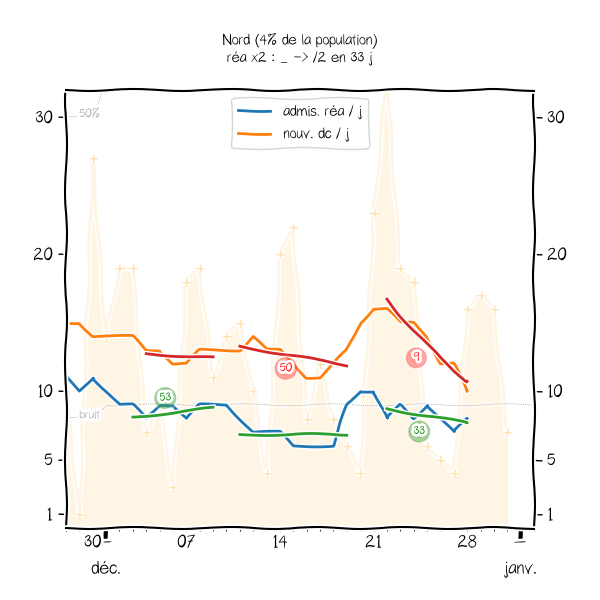 Nord (4% de la population)
réa x2 : _ -> /2 en 33 j
admis. réa / j
nouv. dc / j
50%
bruit
30
20
10
5
1
30
20
10
5
1
53
50
9
33
30 07 14 21 28
déc. janv.